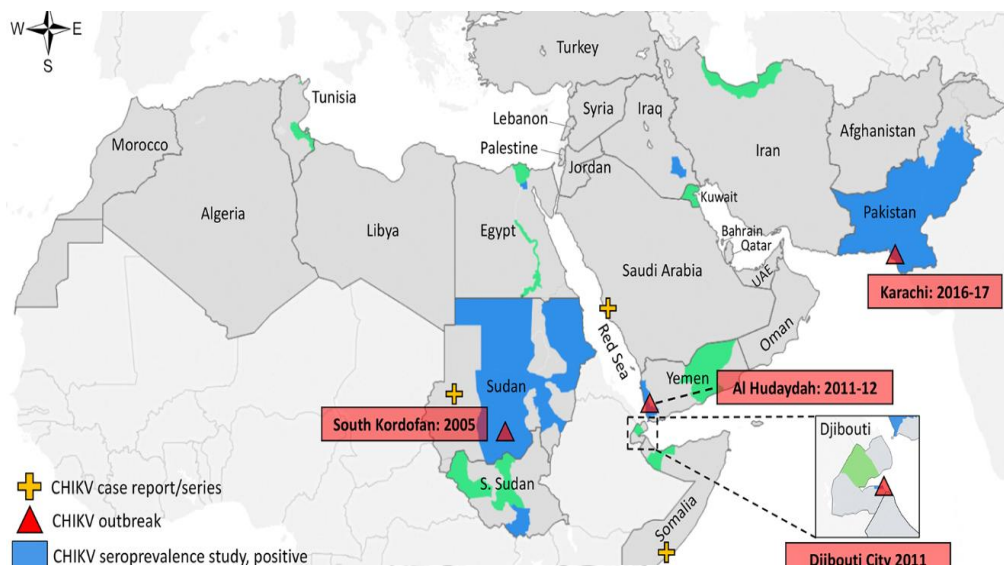 N
W E
S
Turkey
Tunisia
Lebanon
Syria
Iraq
Iran
Afghanistan
Morocco
Palestine
Jordan
Algeria
Libya
Egypt
Kuwait
Pakistan
Bahrain
Qatar
UAE
Saudi Arabia
Karachi: 2016-17
Oman
Red Sea
Sudan
Yemen
Al Hudaydah: 2011-12
South Kordofan: 2005
Djibouti
S. Sudan
Somalia
CHIKV case report/series
CHIKV outbreak
CHIKV seroprevalence study, positive
Djibouti City 2011